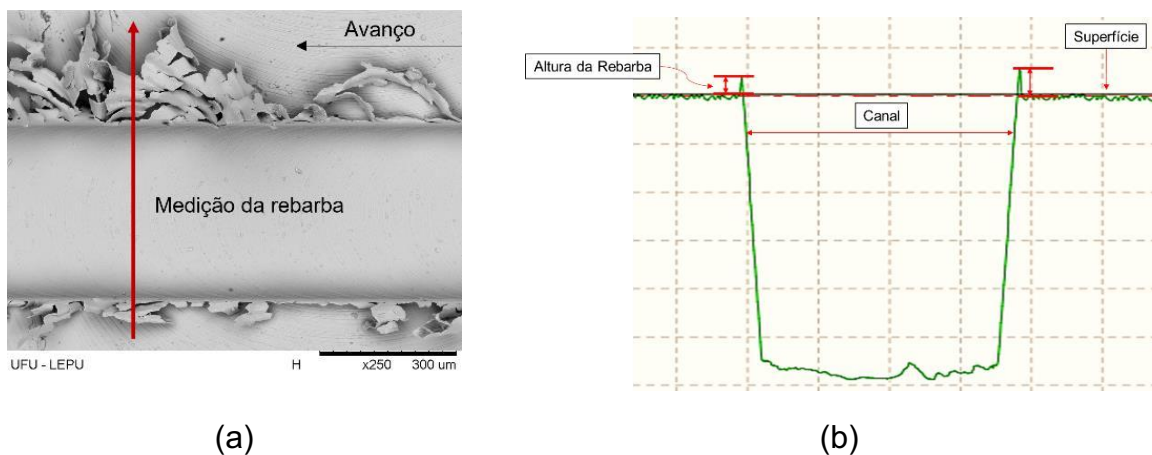 Avanço
Medição da rebarba
UFU - LEPU H x250 300 um
Superfície
Altura da Rebarba
Canal
(a)
(b)